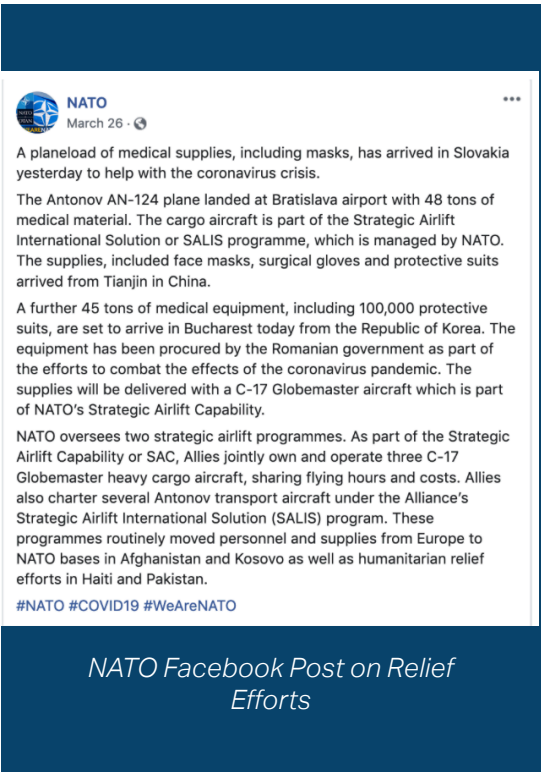 NATO
March 26 ·
A planeload of medical supplies, including masks, has arrived in Slovakia
yesterday to help with the coronavirus crisis.
The Antonov AN-124 plane landed at Bratislava airport with 48 tons of
medical material. The cargo aircraft is part of the Strategic Airlift
International Solution or SALIS programme, which is managed by NATO.
The supplies, included face masks, surgical gloves and protective suits
arrived from Tianjin in China.
A further 45 tons of medical equipment, including 100,000 protective
suits, are set to arrive in Bucharest today from the Republic of Korea. The
equipment has been procured by the Romanian government as part of
the efforts to combat the effects of the coronavirus pandemic. The
supplies will be delivered with a C-17 Globemaster aircraft which is part
of NATO's Strategic Airlift Capability.
NATO oversees two strategic airlift programmes. As part of the Strategic
Airlift Capability or SAC, Allies jointly own and operate three C-17
Globemaster heavy cargo aircraft, sharing flying hours and costs. Allies
also charter several Antonov transport aircraft under the Alliance's
Strategic Airlift International Solution (SALIS) program. These
programmes routinely moved personnel and supplies from Europe to
NATO bases in Afghanistan and Kosovo as well as humanitarian relief
efforts in Haiti and Pakistan.
#NATO #COVID19 #WeAreNATO
NATO Facebook Post on Relief
Efforts